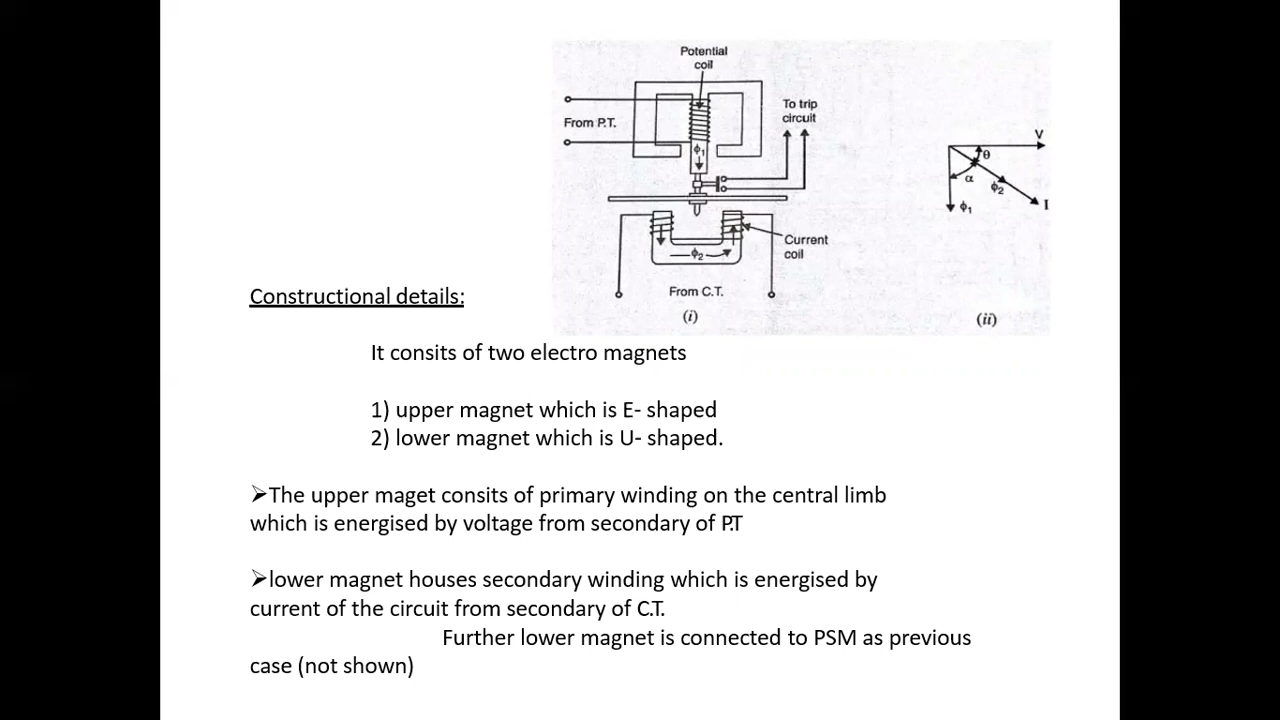 Potential
coil
From P.T.
To trip
circuit
ϕ1
ϕ2
Current
coil
From C.T.
(i)
V
θ
α
ϕ2
I
ϕ1
(ii)
Constructional details:
It consits of two electro magnets
1) upper magnet which is E- shaped
2) lower magnet which is U- shaped.
➢The upper maget consits of primary winding on the central limb
which is energised by voltage from secondary of P.T
➢lower magnet houses secondary winding which is energised by
current of the circuit from secondary of C.T.
Further lower magnet is connected to PSM as previous
case (not shown)